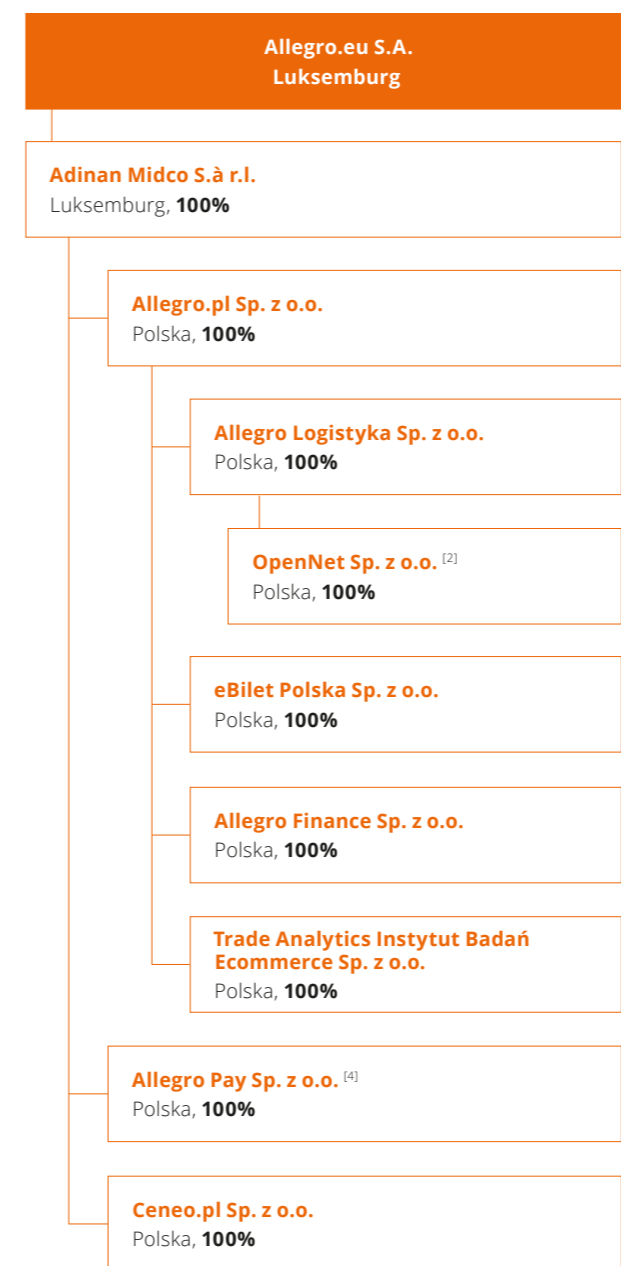 Allegro.eu S.A.
Luksemburg
Adinan Midco S.à r.l.
Luksemburg, 100%
Allegro.pl Sp. z o.o.
Polska, 100%
Allegro Logistyka Sp. z o.o.
Polska, 100%
OpenNet Sp. z o.o. [2]
Polska, 100%
eBilet Polska Sp. z o.o.
Polska, 100%
Allegro Finance Sp. z o.o.
Polska, 100%
Trade Analytics Instytut Badań
Ecommerce Sp. z o.o.
Polska, 100%
Allegro Pay Sp. z o.o. [4]
Polska, 100%
Ceneo.pl Sp. z o.o.
Polska, 100%